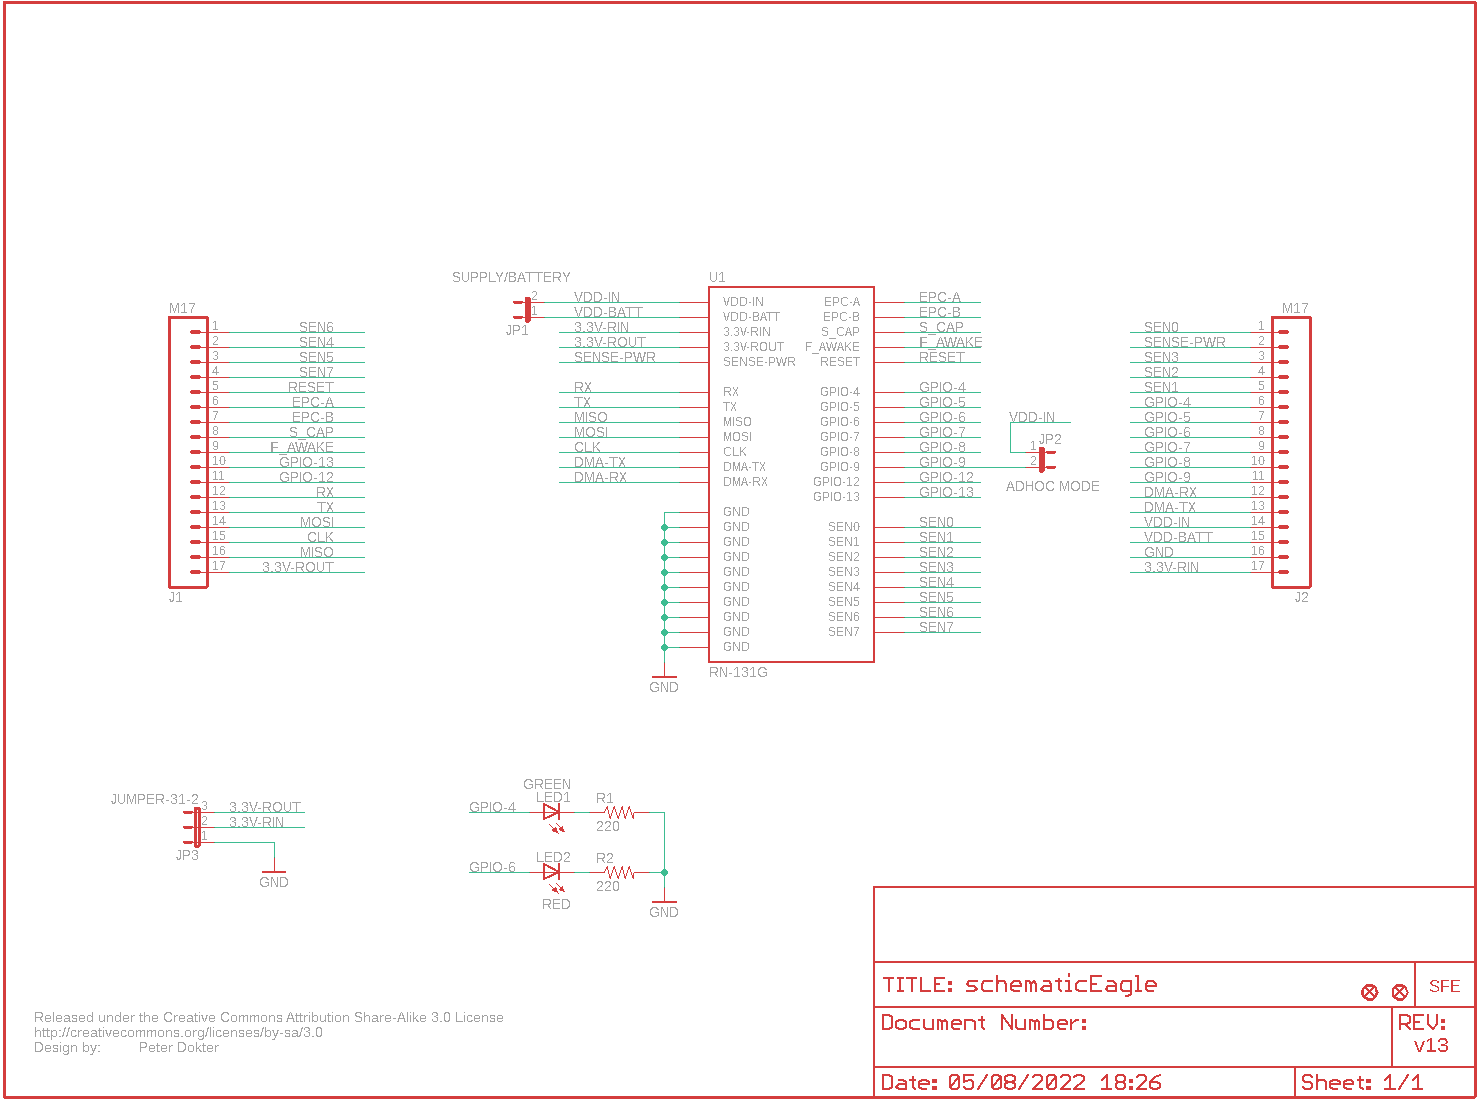 SUPPLY/BATTERY
2 VDD-IN
1 VDD-BATT
JP1
3.3V-RIN
3.3V-ROUT
SENSE-PWR
RX
TX
MISO
MOSI
CLK
DMA-TX
DMA-RX
U1
VDD-IN EPC-A
VDD-BATT EPC-B
3.3V-RIN S_CAP
3.3V-ROUT F_AWAKE
SENSE-PWR RESET
RX GPIO-4
TX GPIO-5
MISO GPIO-6
MOSI GPIO-7
CLK GPIO-8
DMA-TX GPIO-9
DMA-RX GPIO-12
GPIO-13
GND
GND SEN0
GND SEN1
GND SEN2
GND SEN3
GND SEN4
GND SEN5
GND SEN6
GND SEN7
GND
RN-131G
GND
EPC-A
EPC-B
S_CAP
F_AWAKE
RESET
GPIO-4
GPIO-5
GPIO-6
GPIO-7
GPIO-8
GPIO-9
GPIO-12
GPIO-13
SEN0
SEN1
SEN2
SEN3
SEN4
SEN5
SEN6
SEN7
VDD-IN
JP2
1
2
ADHOC MODE
M17
1 SEN6
2 SEN4
3 SEN5
4 SEN7
5 RESET
6 EPC-A
7 EPC-B
8 S_CAP
9 F_AWAKE
10 GPIO-13
11 GPIO-12
12 RX
13 TX
14 MOSI
15 CLK
16 MISO
17 3.3V-ROUT
J1
M17
SEN0 1
SENSE-PWR 2
SEN3 3
SEN2 4
SEN1 5
GPIO-4 6
GPIO-5 7
GPIO-6 8
GPIO-7 9
GPIO-8 10
GPIO-9 11
DMA-RX 12
DMA-TX 13
VDD-IN 14
VDD-BATT 15
GND 16
3.3V-RIN 17
J2
JUMPER-31-2
3 3.3V-ROUT
2 3.3V-RIN
1
JP3
GND
GREEN
LED1 R1
GPIO-4
220
LED2 R2
GPIO-6
220
RED
GND
Released under the Creative Commons Attribution Share-Alike 3.0 License
http://creativecommons.org/licenses/by-sa/3.0
Design by: Peter Dokter
TITLE: schematicEagle
SFE
Document Number:
REV:
v13
Date: 05/08/2022 18:26
Sheet: 1/1